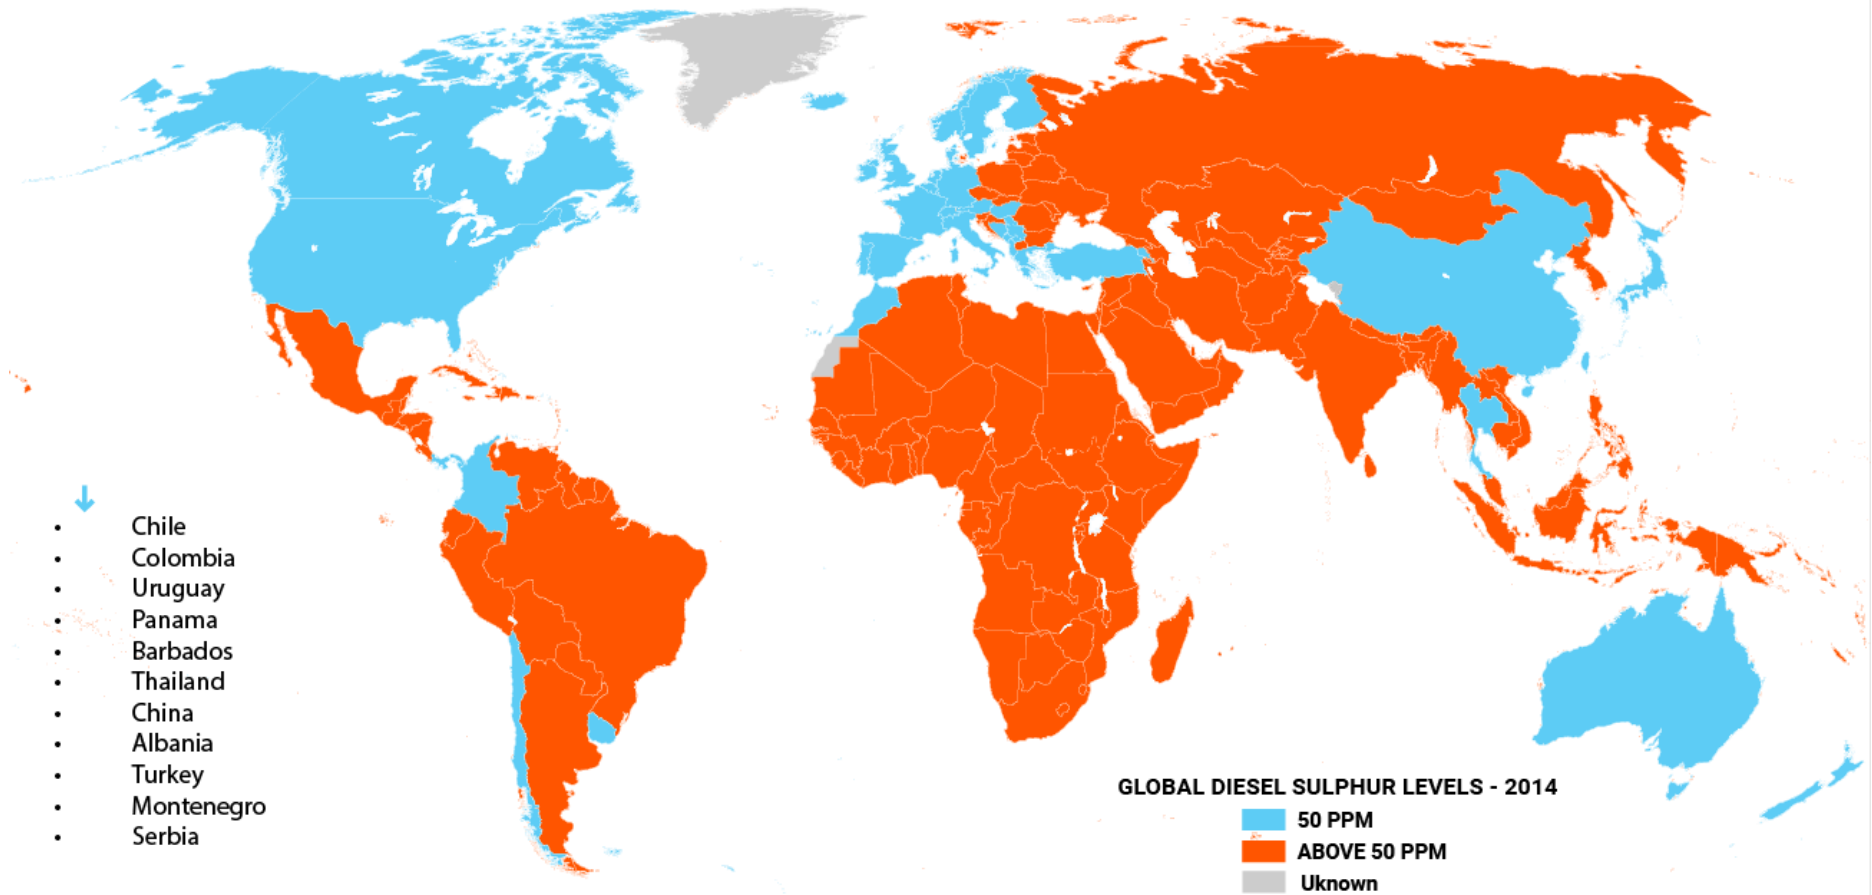 • Chile
• Colombia
• Uruguay
• Panama
• Barbados
• Thailand
• China
• Albania
• Turkey
• Montenegro
• Serbia
GLOBAL DIESEL SULPHUR LEVELS - 2014
50 PPM
ABOVE 50 PPM
Uknown